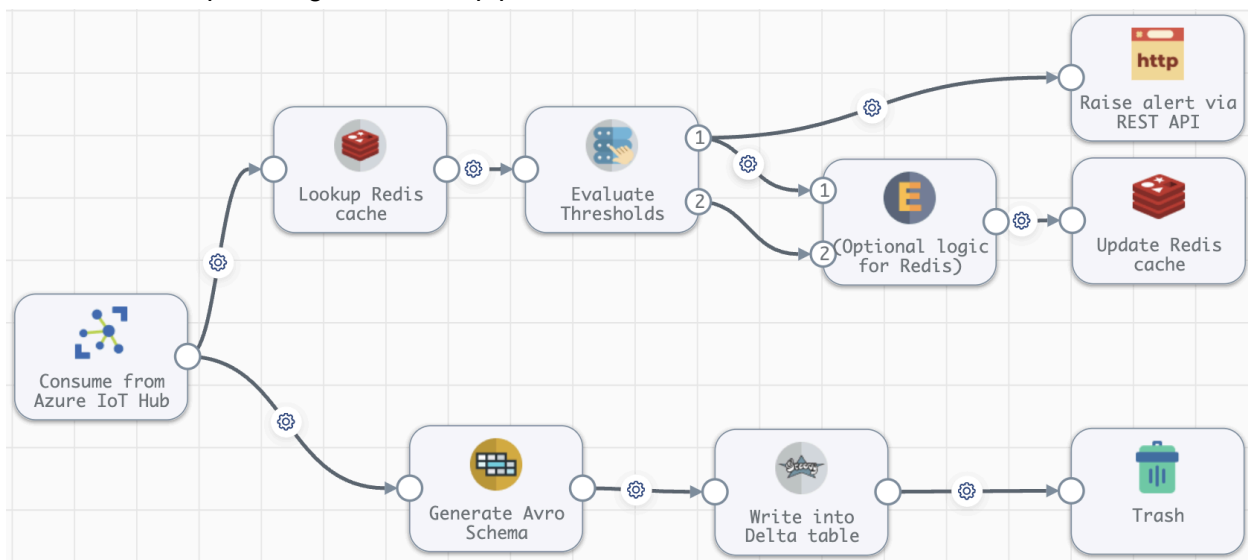 http
Raise alert via
REST API
Lookup Redis
cache
1
2
Evaluate
Thresholds
1
2
E
(Optional logic
for Redis)
Update Redis
cache
Consume from
Azure IoT Hub
Generate Avro
Schema
Write into
Delta table
Trash